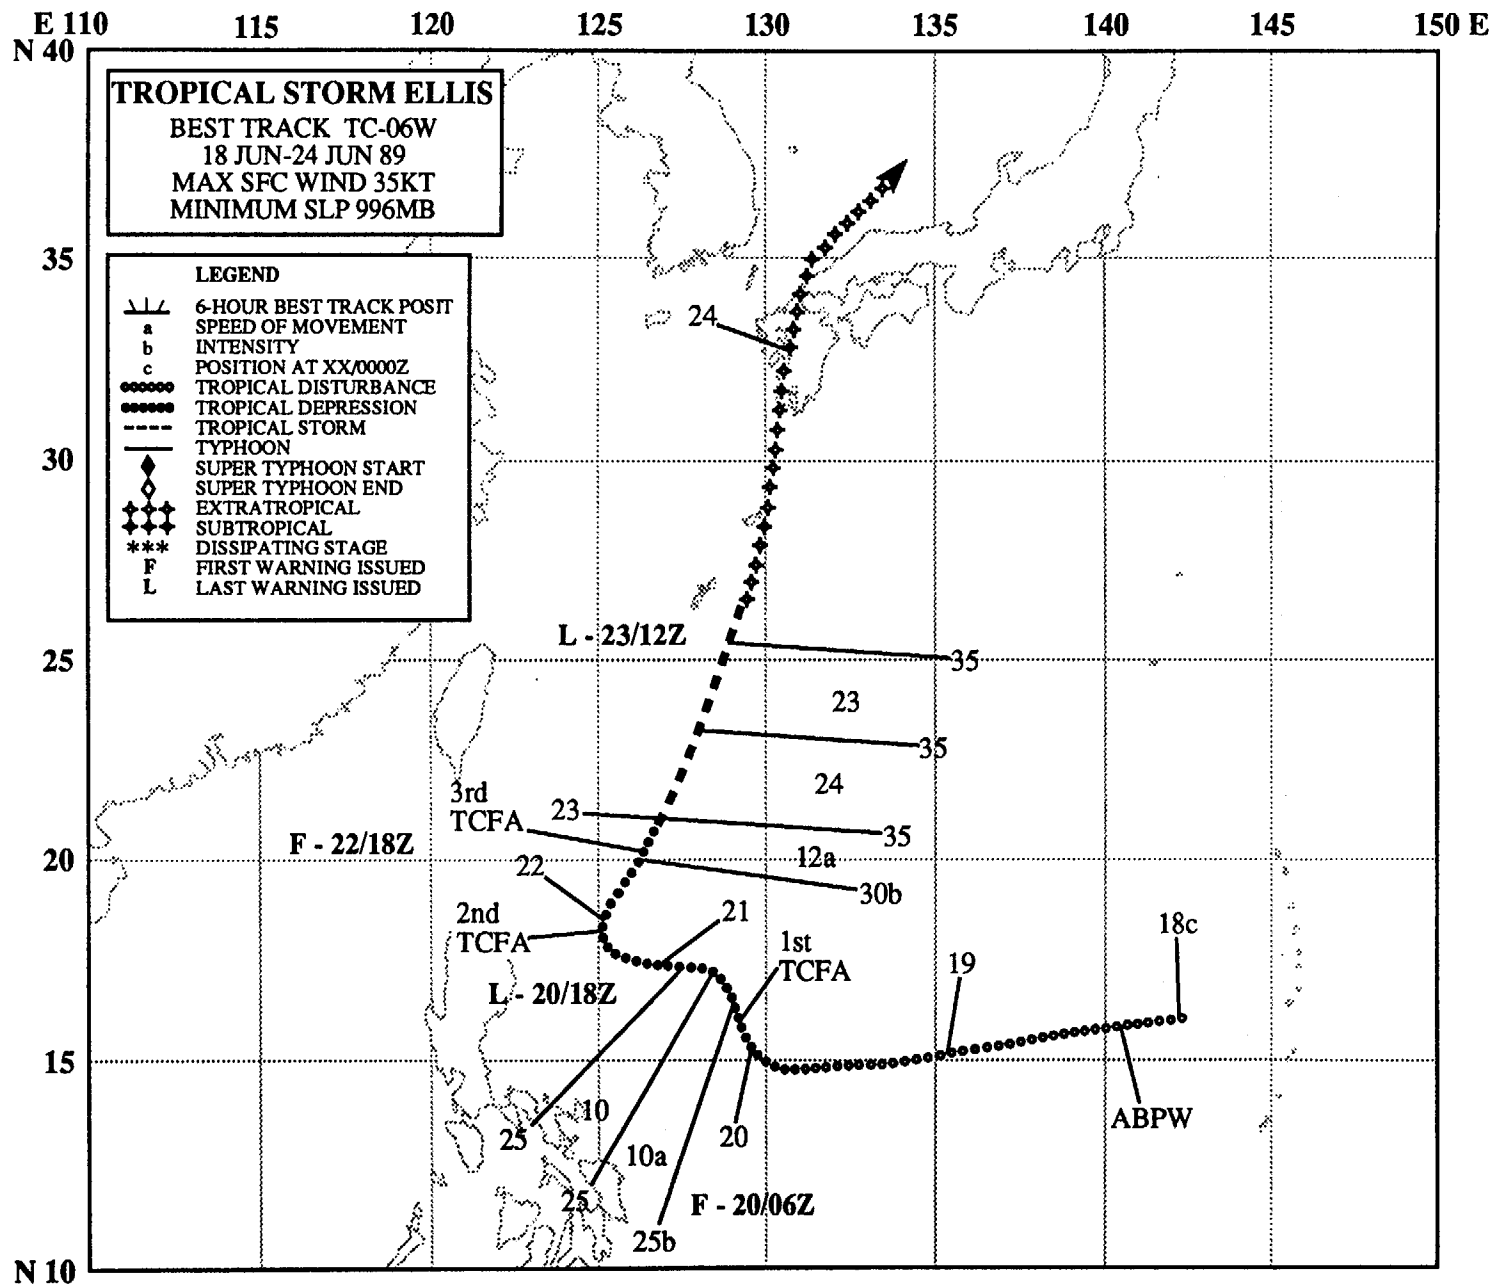 E 110 115 120 125 130 135 140 145 150 E
N 40
TROPICAL STORM ELLIS
BEST TRACK TC-06W
18 JUN-24 JUN 89
MAX SFC WIND 35KT
MINIMUM SLP 996MB
35
LEGEND
6-HOUR BEST TRACK POSIT
a SPEED OF MOVEMENT
b INTENSITY
c POSITION AT XX/0000Z
TROPICAL DISTURBANCE
TROPICAL DEPRESSION
TROPICAL STORM
TYPHOON
SUPER TYPHOON START
SUPER TYPHOON END
EXTRATROPICAL
SUBTROPICAL
*** DISSIPATING STAGE
F FIRST WARNING ISSUED
L LAST WARNING ISSUED
24
30
L - 23/12Z
25
35
23
35
24
3rd
TCFA
23
35
F - 22/18Z
20
12a
22
30b
2nd
TCFA
21
1st
TCFA
18c
19
L - 20/18Z
15
ABPW
10
25
20
10a
25
F - 20/06Z
25b
N 10